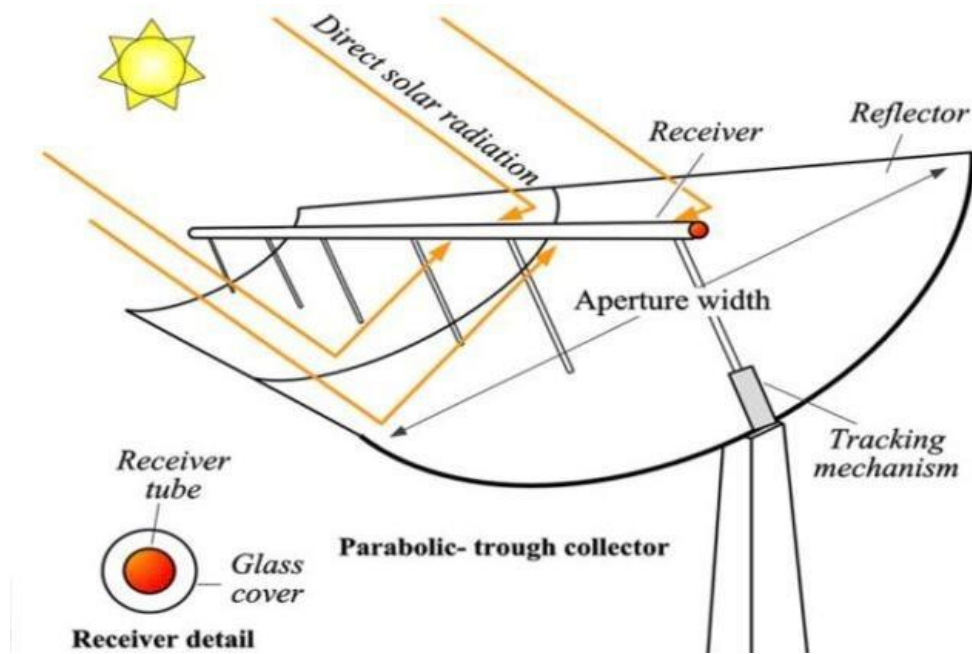 Direct solar radiation
Receiver
Reflector
Aperture width
Tracking
mechanism
Receiver
tube
Parabolic- trough collector
Glass
cover
Receiver detail